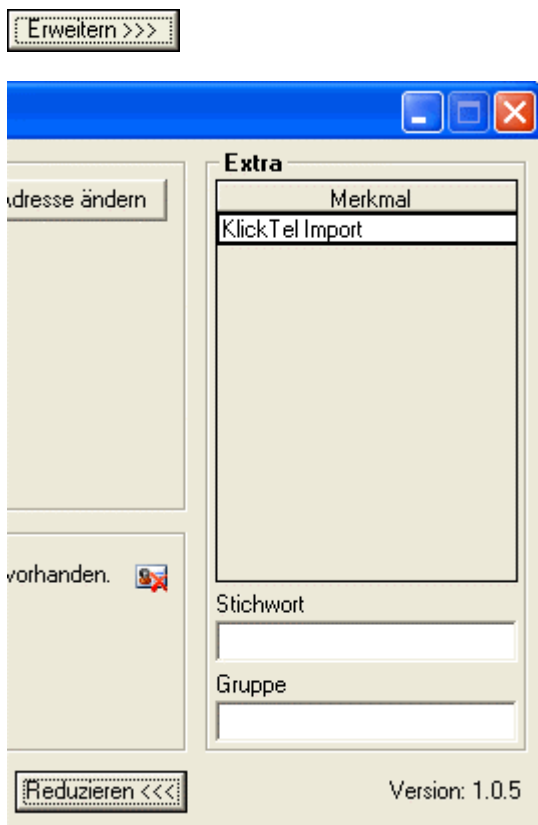 Erweitern >>>
Extra
Adresse ändern
Merkmal
KlickTel Import
vorhanden.
Stichwort
Gruppe
Reduzieren <<<
Version: 1.0.5